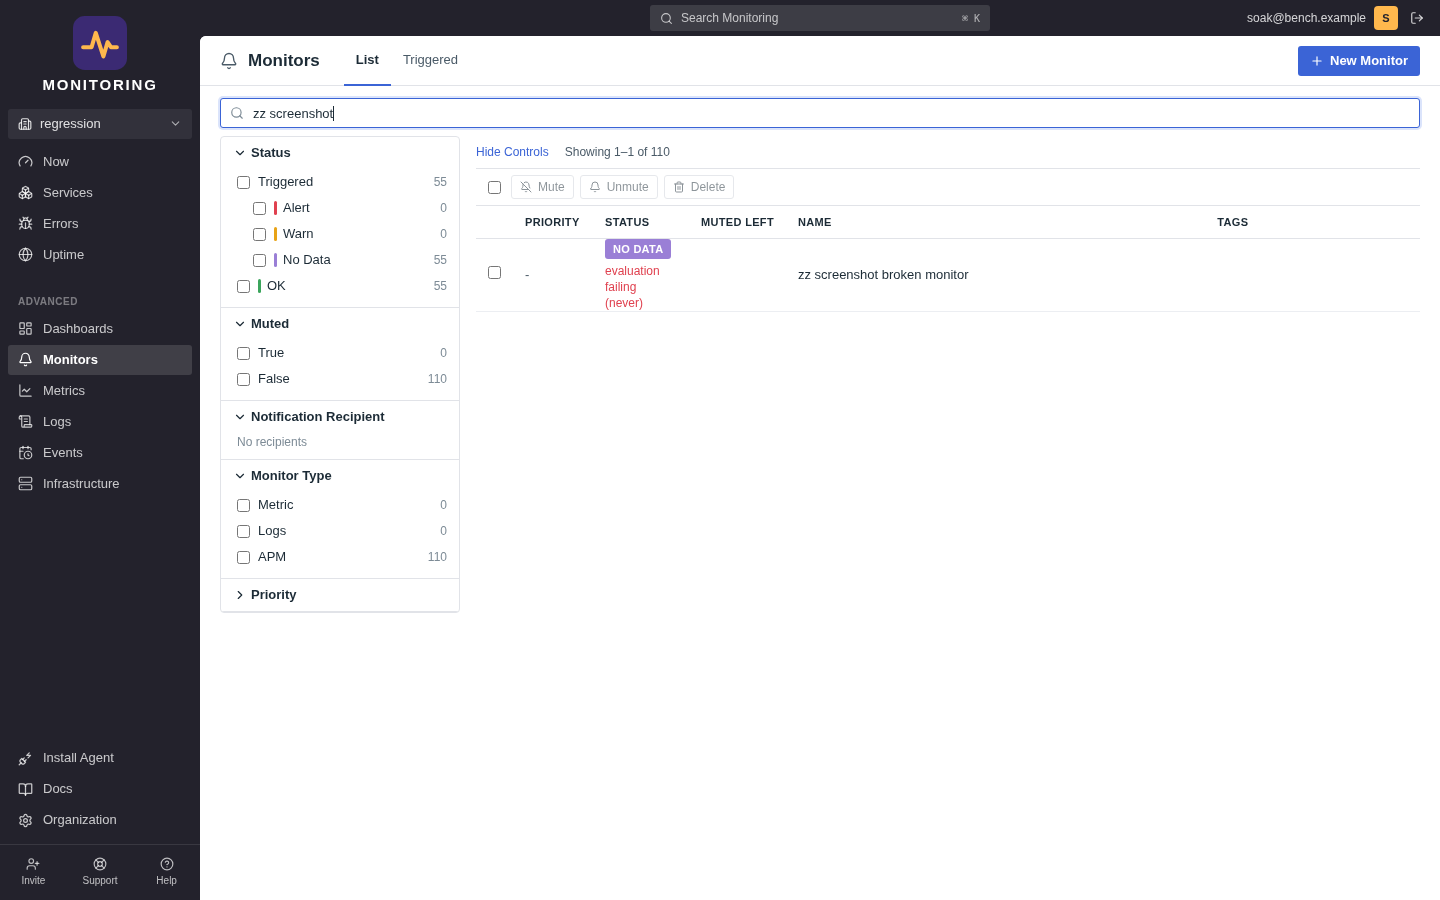 Search Monitoring ⌘ K
soak@bench.example S
MONITORING
regression
Now
Services
Errors
Uptime
ADVANCED
Dashboards
Monitors
Metrics
Logs
Events
Infrastructure
Install Agent
Docs
Organization
Invite Support Help
Monitors List Triggered
New Monitor
zz screenshot
Status
Triggered 55
Alert 0
Warn 0
No Data 55
OK 55
Muted
True 0
False 110
Notification Recipient
No recipients
Monitor Type
Metric 0
Logs 0
APM 110
Priority
Hide Controls Showing 1–1 of 110
Mute Unmute Delete
PRIORITY STATUS MUTED LEFT NAME TAGS
- NO DATA zz screenshot broken monitor
evaluation
failing
(never)